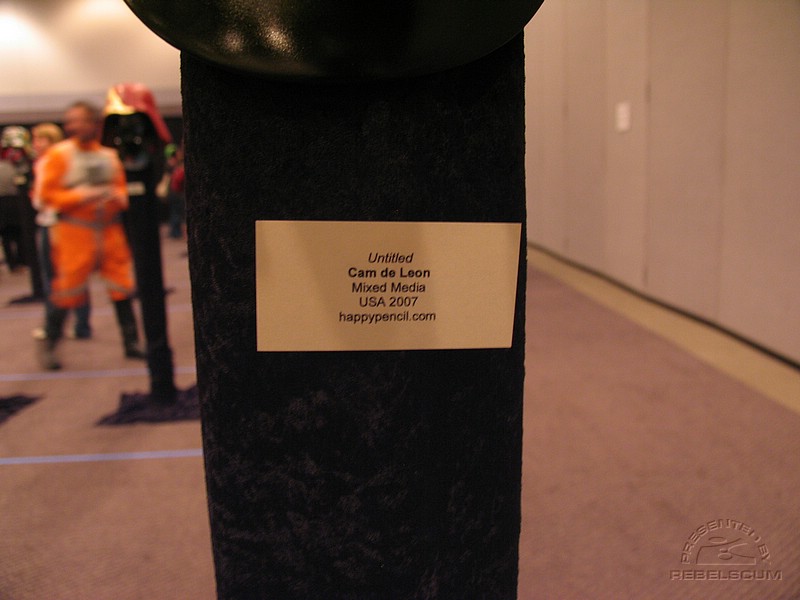 Untitled
Cam de Leon
Mixed Media
USA 2007
happypencil.com
PRESENTED BY
REBELSCUM